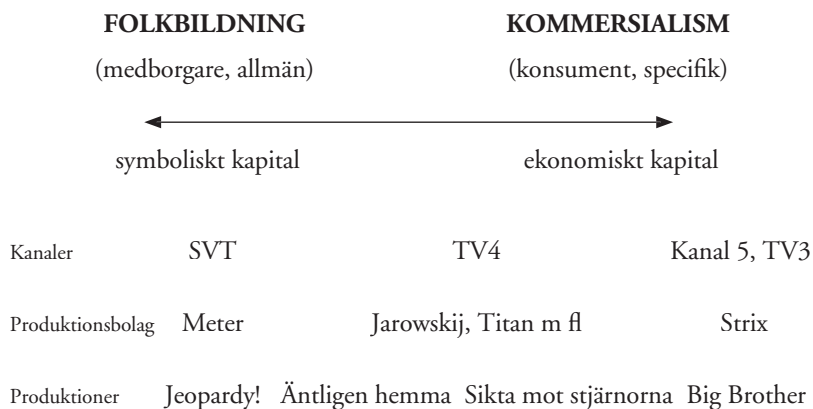 FOLKBILDNING KOMMERSIALISM
(medborgare, allmän) (konsument, specifik)
symboliskt kapital ekonomiskt kapital
Kanaler SVT TV4 Kanal 5, TV3
Produktionsbolag Meter Jarowskij, Titan m fl Strix
Produktioner Jeopardy! Äntligen hemma Sikta mot stjärnorna Big Brother